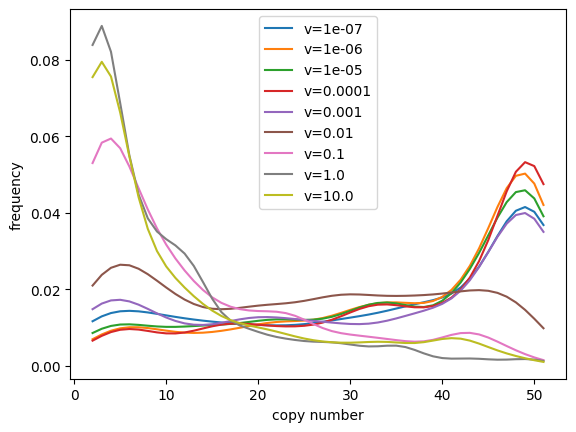 v=1e-07
v=1e-06
v=1e-05
v=0.0001
v=0.001
v=0.01
v=0.1
v=1.0
v=10.0
frequency
0.08
0.06
0.04
0.02
0.00
0 10 20 30 40 50
copy number